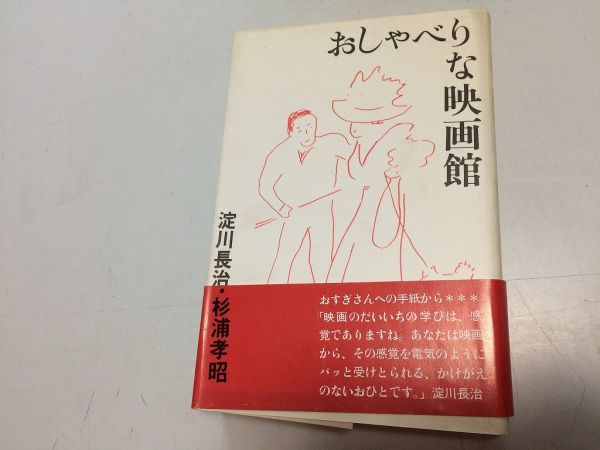 おしゃべりな映画館
淀川長治・杉浦孝昭
おすぎさんへの手紙から＊＊＊
「映画のだいいちの学びは、感
覚でありますね。あなたは映画
から、その感覚を電気のように
パッと受けとられる、かけがえ
のないおひとです。」淀川長治